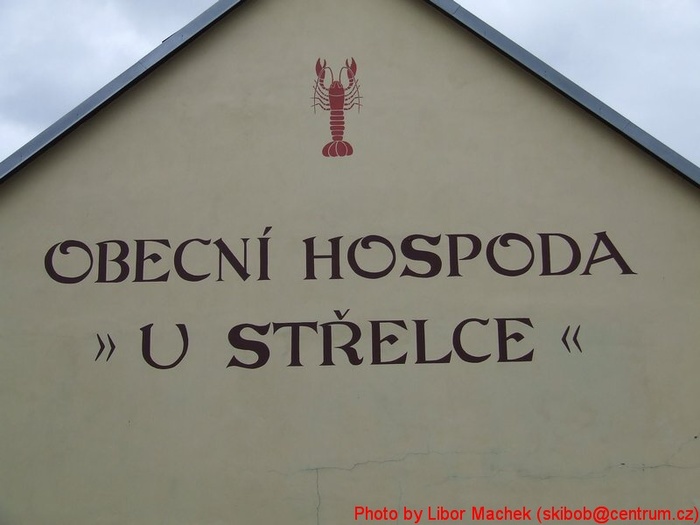 OBECNÍ HOSPODA
» U STŘELCE «
Photo by Libor Machek (skibob@centrum.cz)